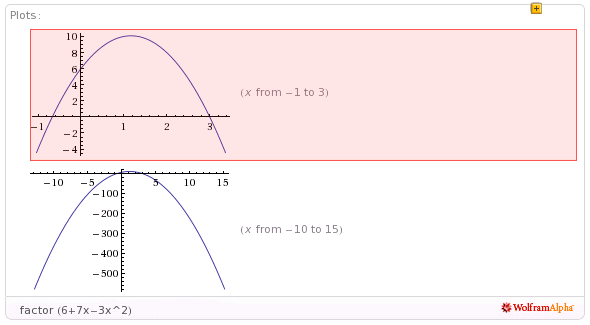 Plots:
10
8
6
4
2
−1 1 2 3
−2
−4
(x from −1 to 3)
−10 −5 5 10 15
−100
−200
−300
−400
−500
(x from −10 to 15)
factor (6+7x−3x^2)
WolframAlpha